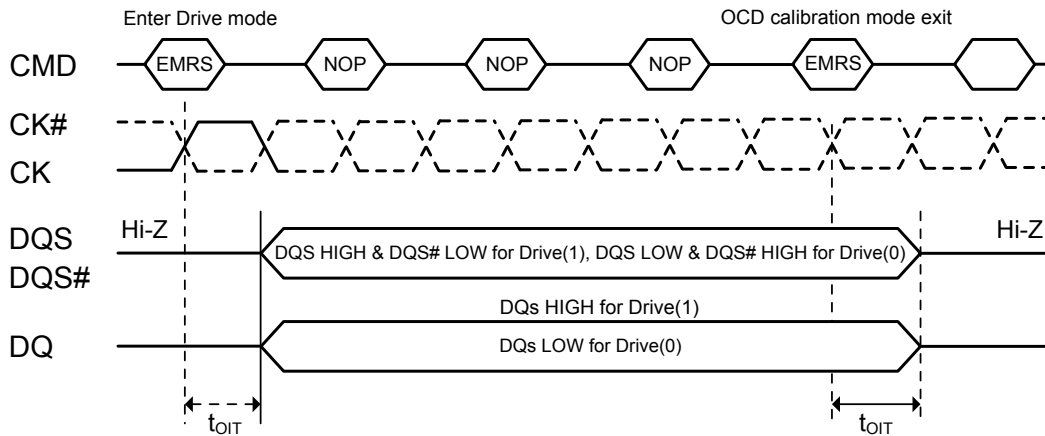 Enter Drive mode OCD calibration mode exit
CMD EMRS NOP NOP NOP EMRS
CK#
CK
Hi-Z Hi-Z
DQS DQS HIGH & DQS# LOW for Drive(1), DQS LOW & DQS# HIGH for Drive(0)
DQS#
DQs HIGH for Drive(1)
DQ DQs LOW for Drive(0)
tOIT tOIT